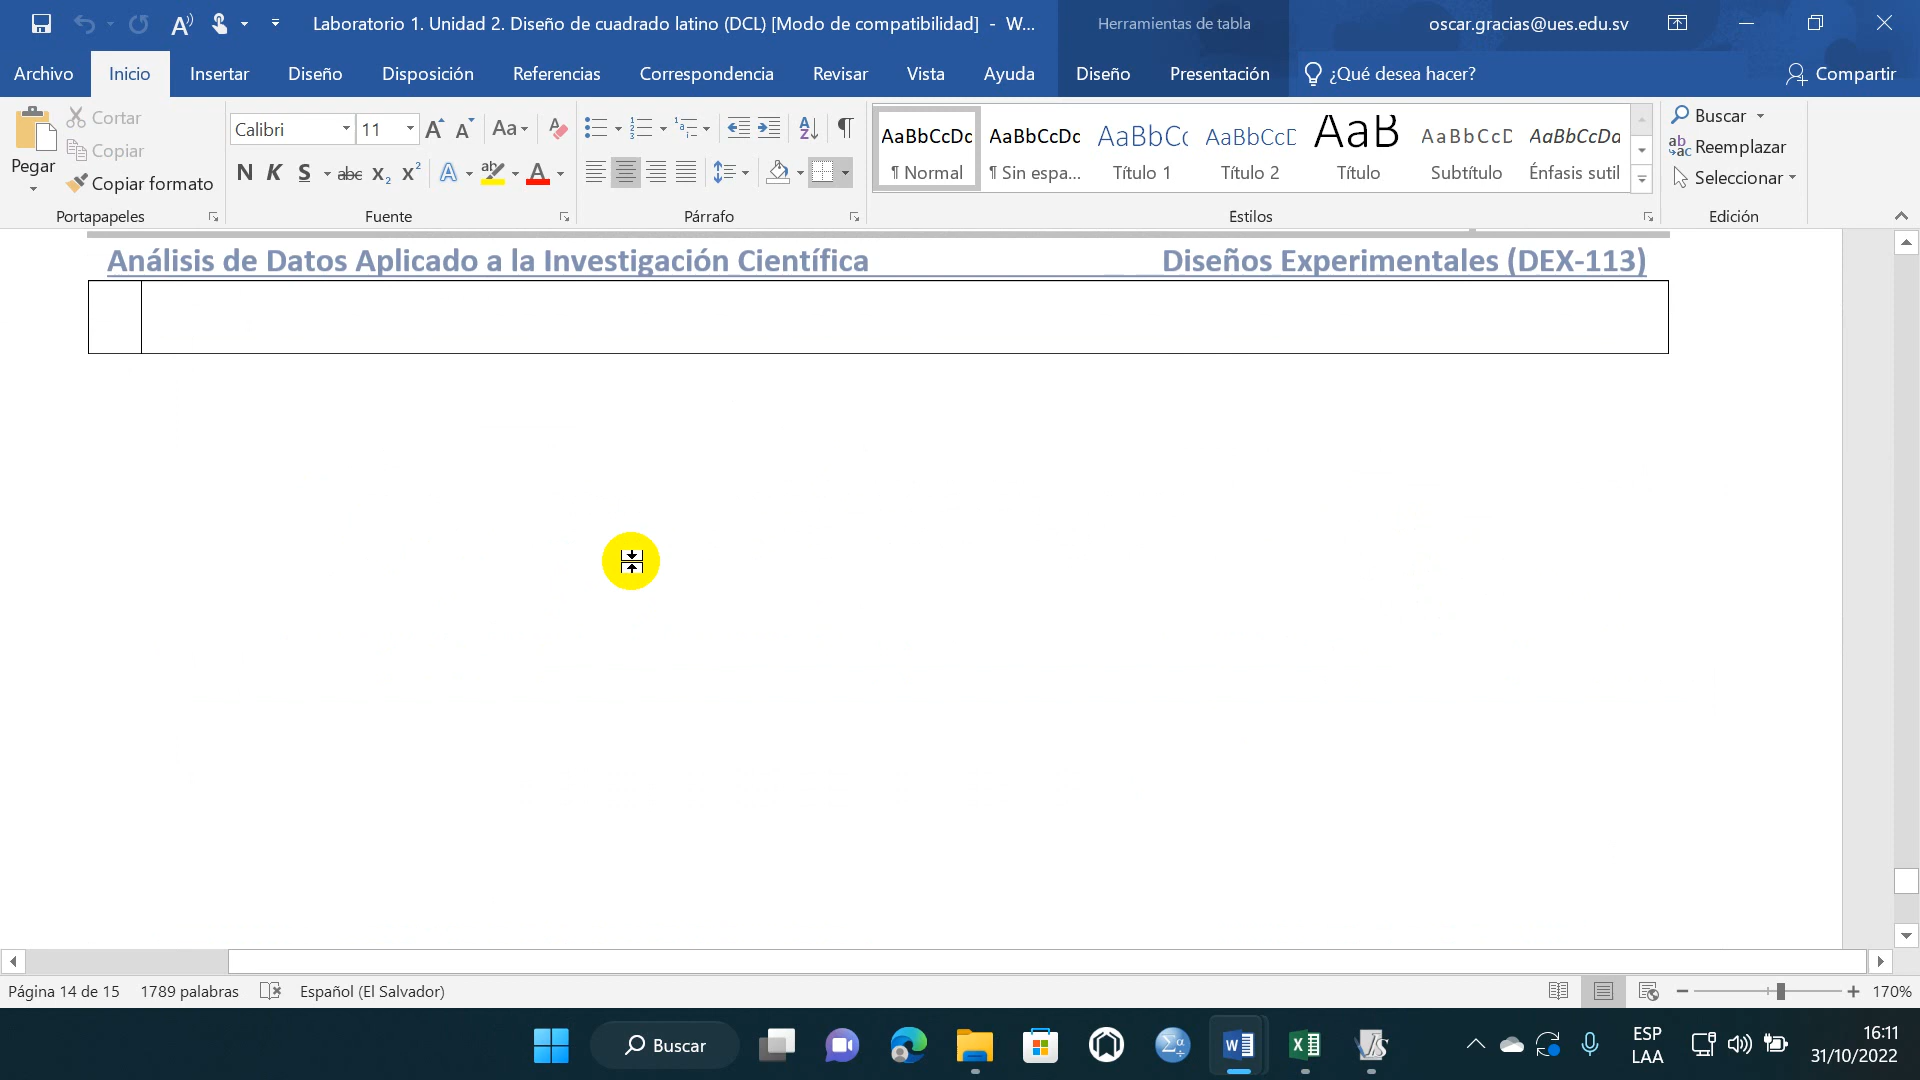 Laboratorio 1. Unidad 2. Diseño de cuadrado latino (DCL) [Modo de compatibilidad] - W...
Herramientas de tabla
oscar.gracias@ues.edu.sv
Archivo Inicio Insertar Diseño Disposición Referencias Correspondencia Revisar Vista Ayuda Diseño Presentación ¿Qué desea hacer? Compartir
Pegar
Cortar
Copiar
Copiar formato
Portapapeles
Calibri 11 Aa
N K S abc X₂ X² A ab A
Fuente
Párrafo
AaBbCcDc AaBbCcDc AaBbC( AaBbCcE AaB AaBbCcD AaBbCcDa
¶ Normal ¶ Sin espa... Título 1 Título 2 Título Subtítulo Énfasis sutil
Estilos
Buscar
Reemplazar
Seleccionar
Edición
Análisis de Datos Aplicado a la Investigación Científica Diseños Experimentales (DEX-113)
Página 14 de 15 1789 palabras Español (El Salvador) 170%
Buscar
ESP
LAA
16:11
31/10/2022